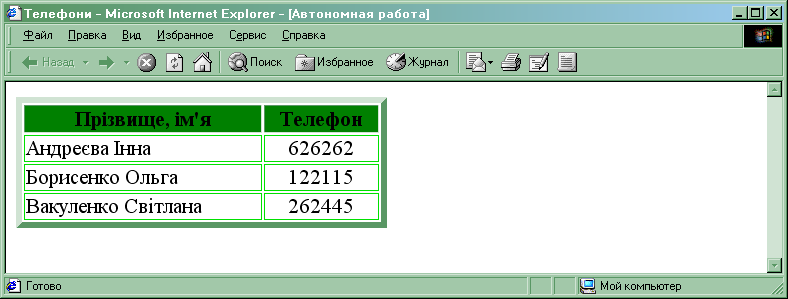 Телефони - Microsoft Internet Explorer - [Автономная работа]
Файл Правка Вид Избранное Сервис Справка
Назад Поиск Избранное Журнал
Прізвище, ім'я Телефон
Андреєва Інна 626262
Борисенко Ольга 122115
Вакуленко Світлана 262445
Готово Мой компьютер